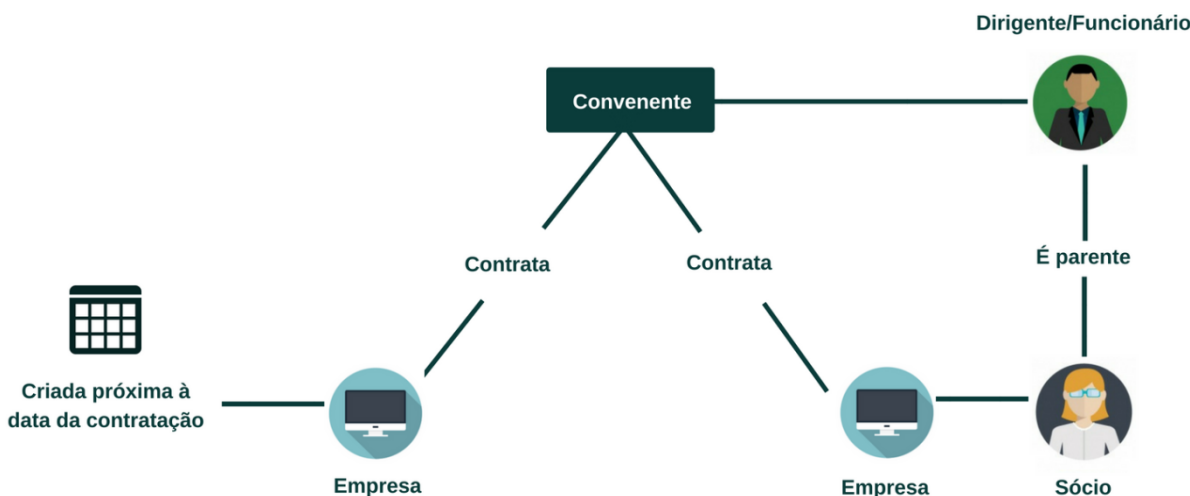 Dirigente/Funcionário
Convenente
Contrata
Contrata
É parente
Criada próxima à
data da contratação
Empresa
Empresa
Sócio